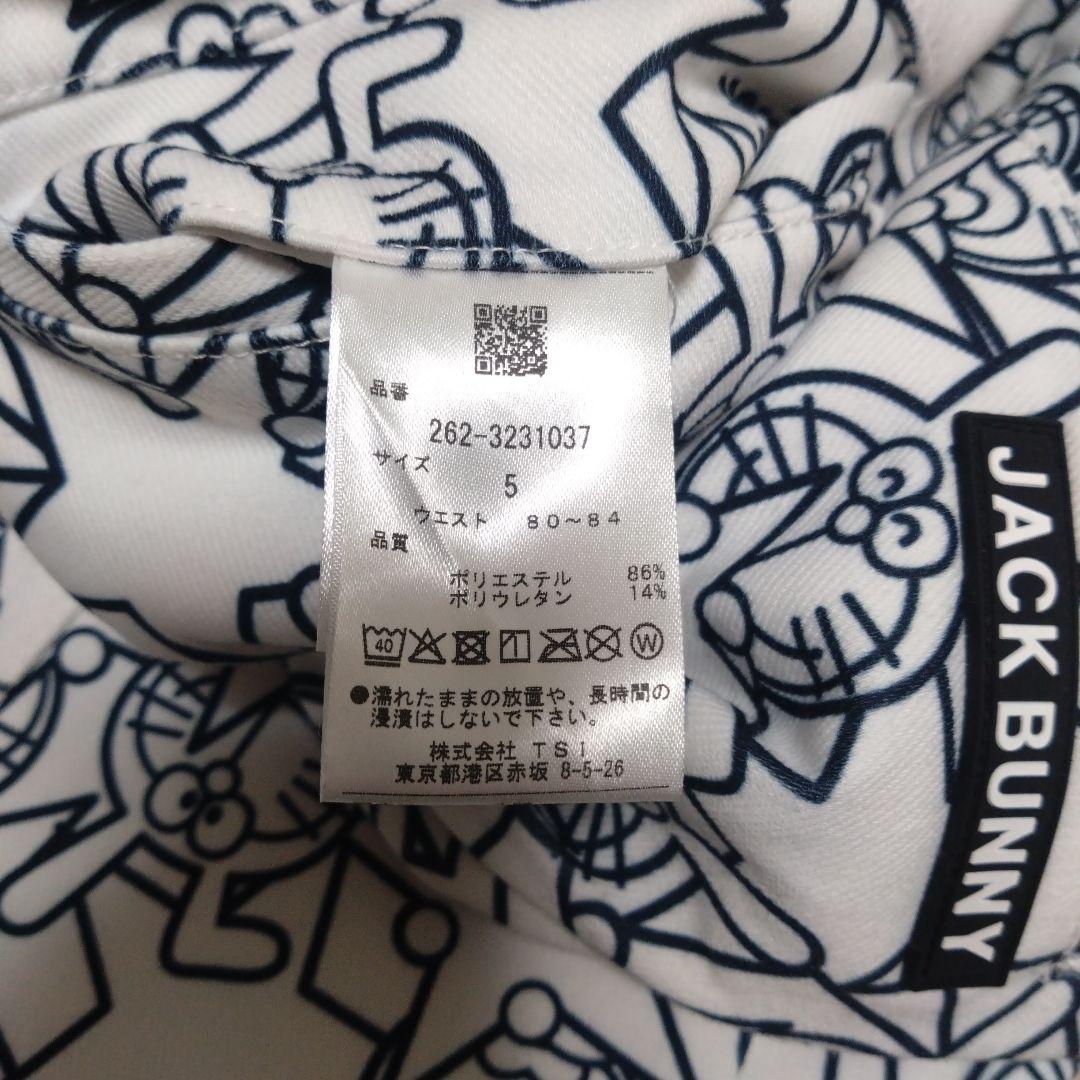 品番
262-3231037
サイズ
5
ウエスト 80～84
品質
ポリエステル 86%
ポリウレタン 14%
40
W
●濡れたままの放置や、長時間の
浸漬はしないで下さい。
株式会社 TSI
東京都港区赤坂 8-5-26
JACK BUNNY